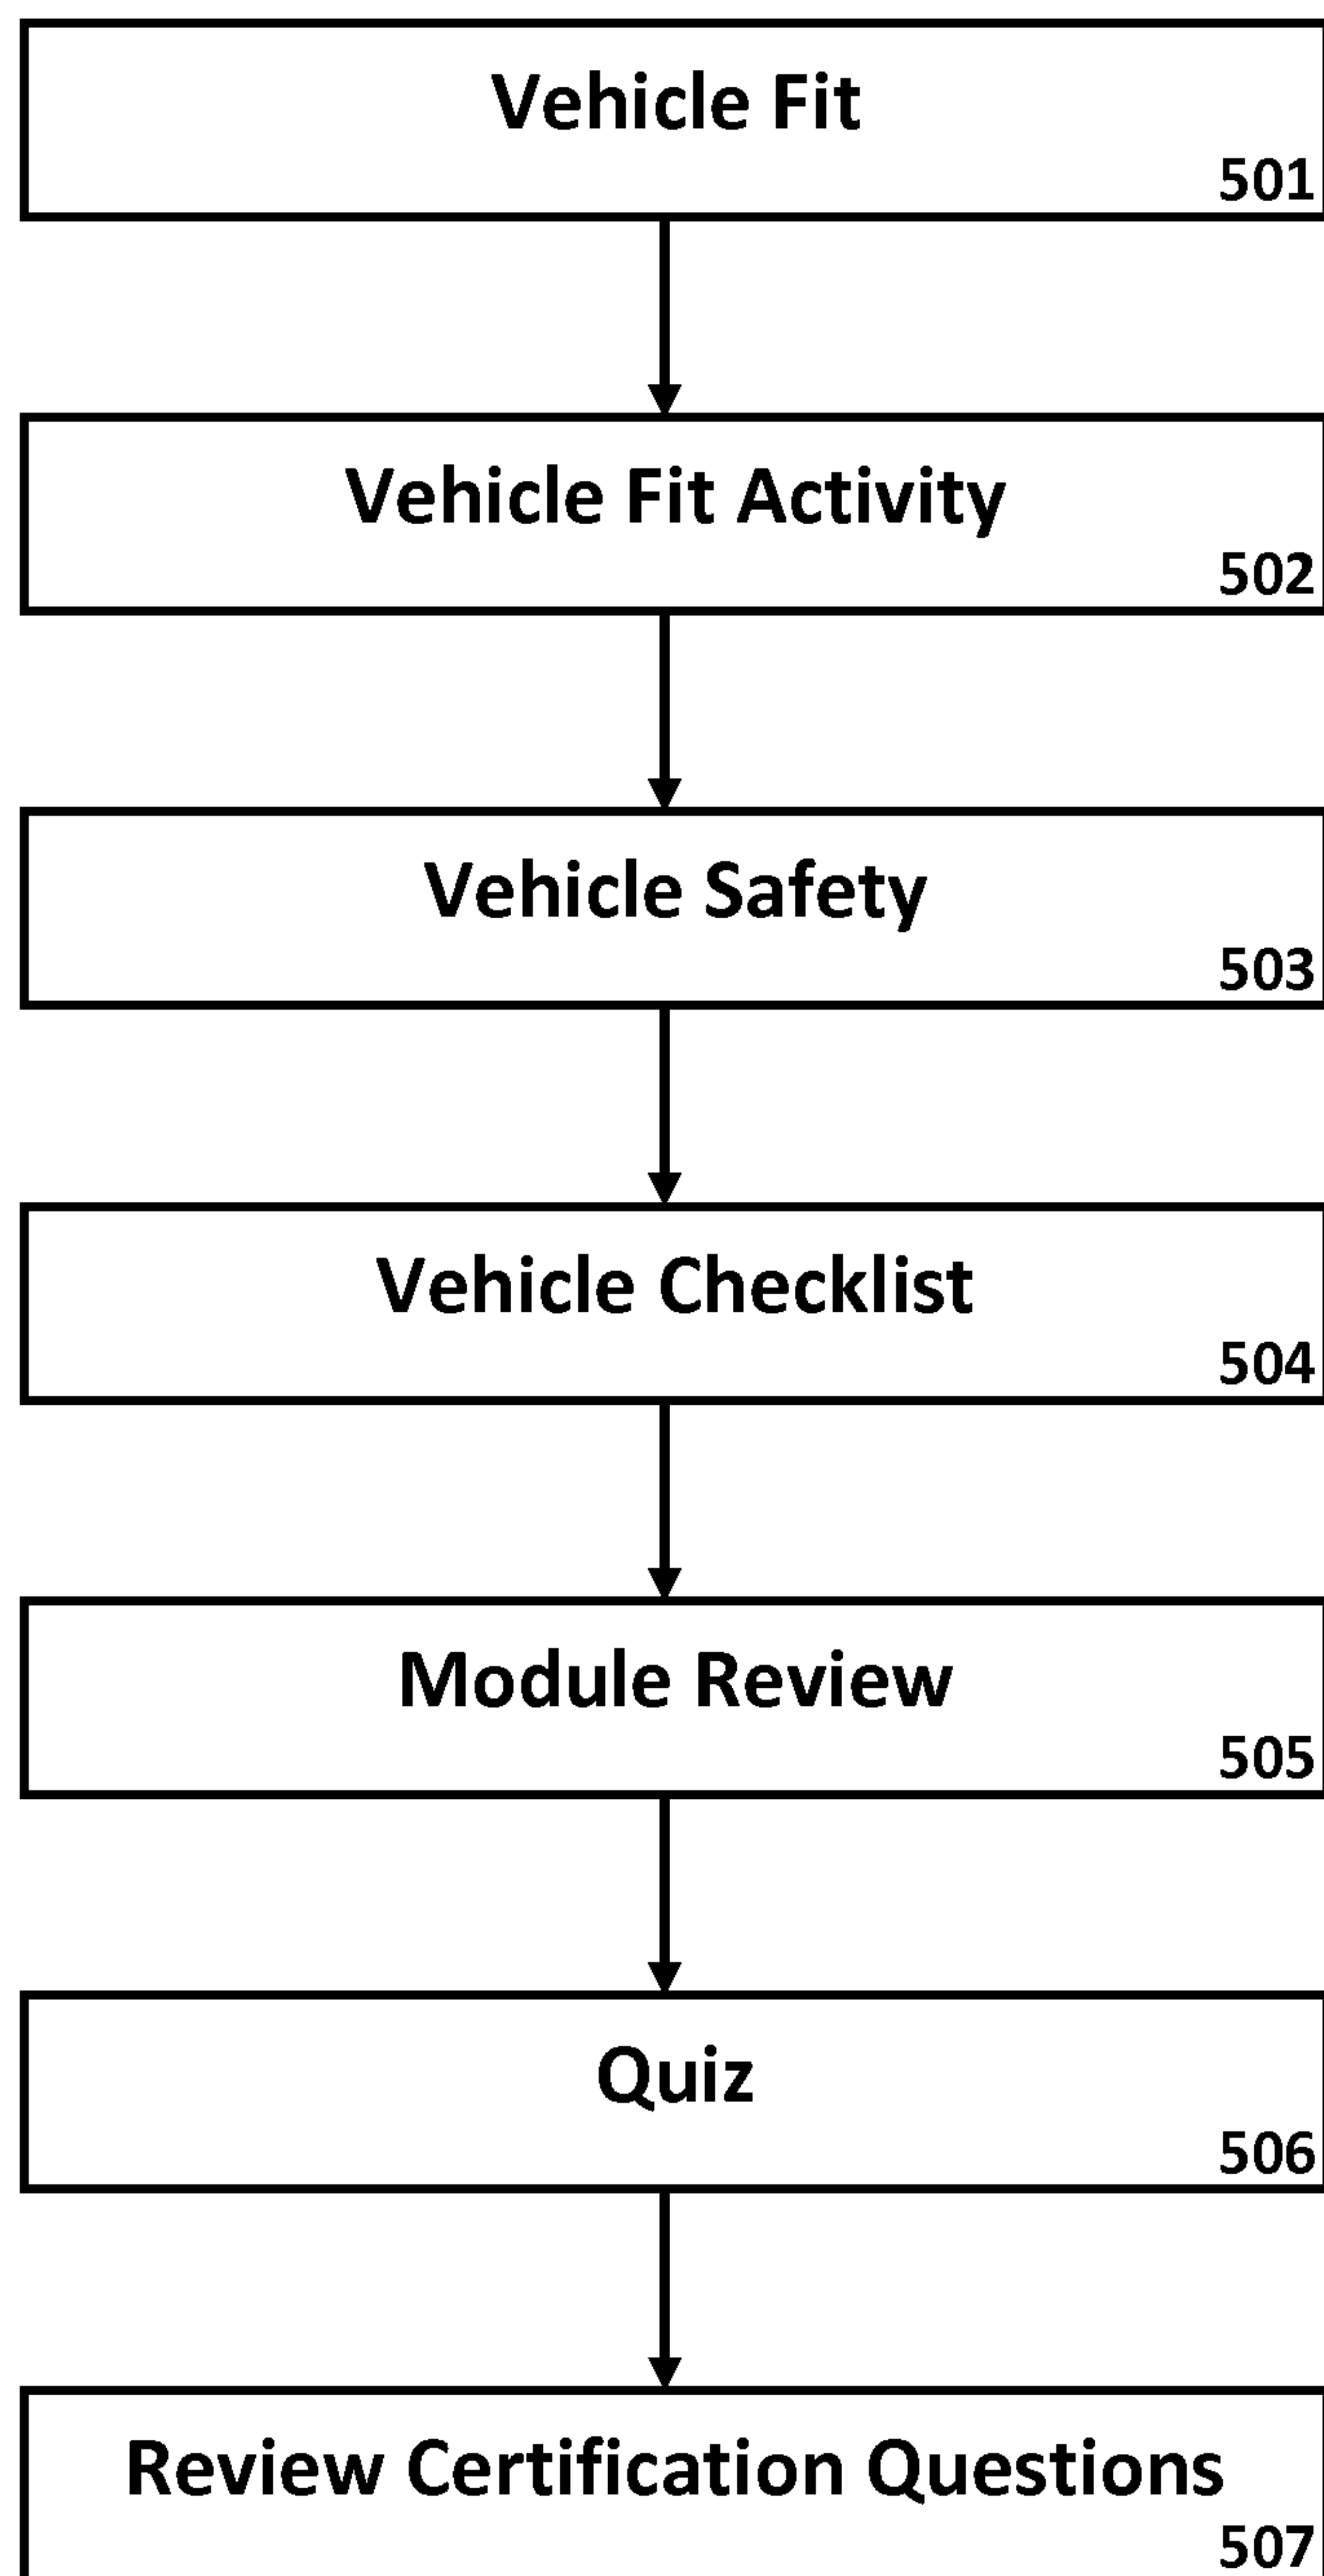 Vehicle Fit
501
Vehicle Fit Activity
502
Vehicle Safety
503
Vehicle Checklist
504
Module Review
505
Quiz
506
Review Certification Questions
507